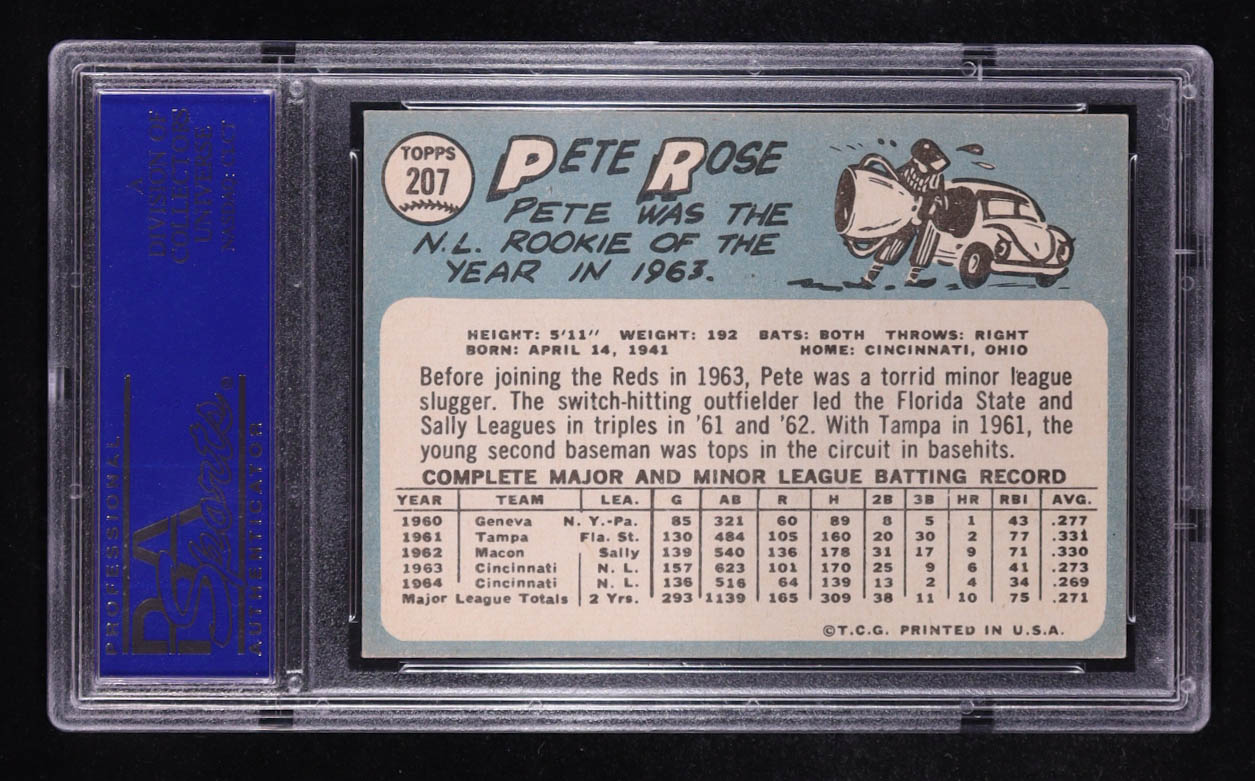 A
DIVISION OF
COLLECTORS
UNIVERSE
NASDAQ: CLCT
PROFESSIONAL
PSA
Sports ®
AUTHENTICATOR
TOPPS
207
PETE ROSE
PETE WAS THE
N.L. ROOKIE OF THE
YEAR IN 1963.
HEIGHT: 5'11" WEIGHT: 192 BATS: BOTH THROWS: RIGHT
BORN: APRIL 14, 1941 HOME: CINCINNATI, OHIO
Before joining the Reds in 1963, Pete was a torrid minor league
slugger. The switch-hitting outfielder led the Florida State and
Sally Leagues in triples in '61 and '62. With Tampa in 1961, the
young second baseman was tops in the circuit in basehits.
COMPLETE MAJOR AND MINOR LEAGUE BATTING RECORD
YEAR TEAM LEA. G AB R H 2B 3B HR RBI AVG.
1960 Geneva N. Y.-Pa. 85 321 60 89 8 5 1 43 .277
1961 Tampa Fla. St. 130 484 105 160 20 30 2 77 .331
1962 Macon Sally 139 540 136 178 31 17 9 71 .330
1963 Cincinnati N. L. 157 623 101 170 25 9 6 41 .273
1964 Cincinnati N. L. 136 516 64 139 13 2 4 34 .269
Major League Totals 2 Yrs. 293 1139 165 309 38 11 10 75 .271
©T.C.G. PRINTED IN U.S.A.